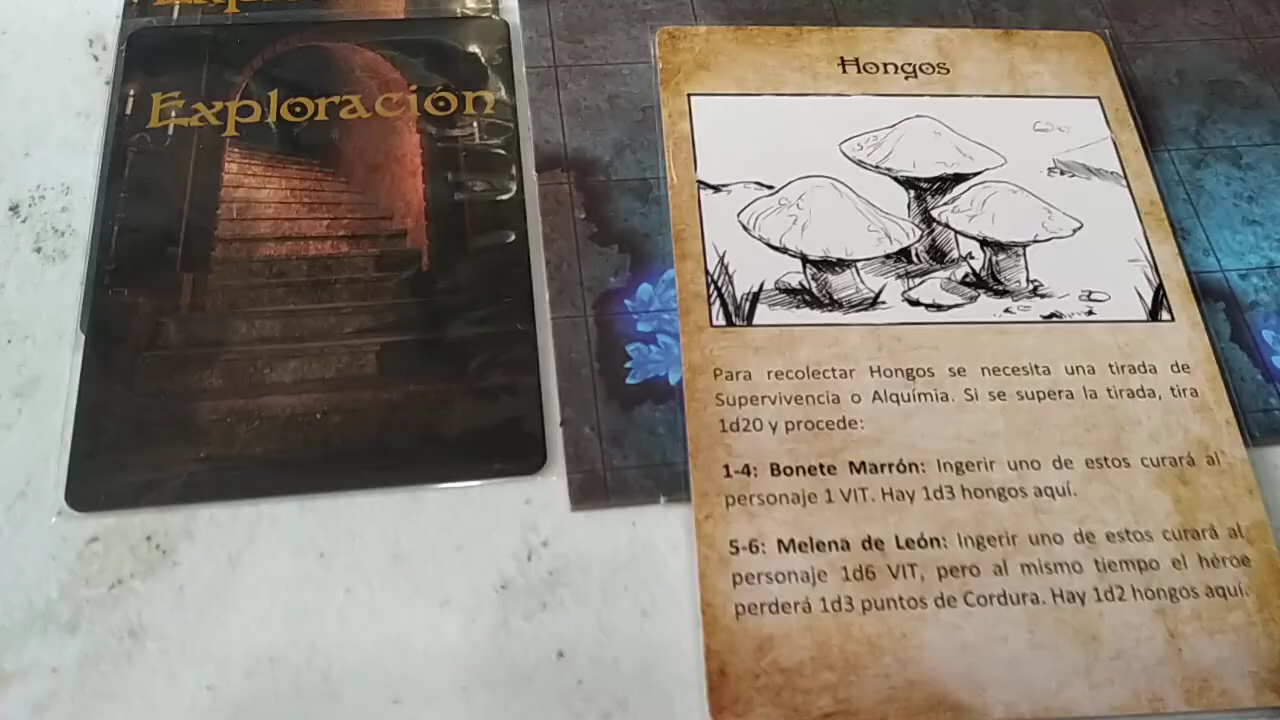 Exploración
Hongos
Para recolectar Hongos se necesita una tirada de
Supervivencia o Alquímia. Si se supera la tirada, tira
1d20 y procede:
1-4: Bonete Marrón: Ingerir uno de estos curará al
personaje 1 VIT. Hay 1d3 hongos aquí.
5-6: Melena de León: Ingerir uno de estos curará al
personaje 1d6 VIT, pero al mismo tiempo el héroe
perderá 1d3 puntos de Cordura. Hay 1d2 hongos aquí.